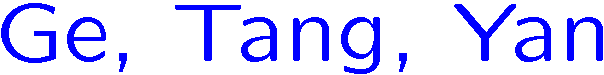 Ge, Tang, Yan